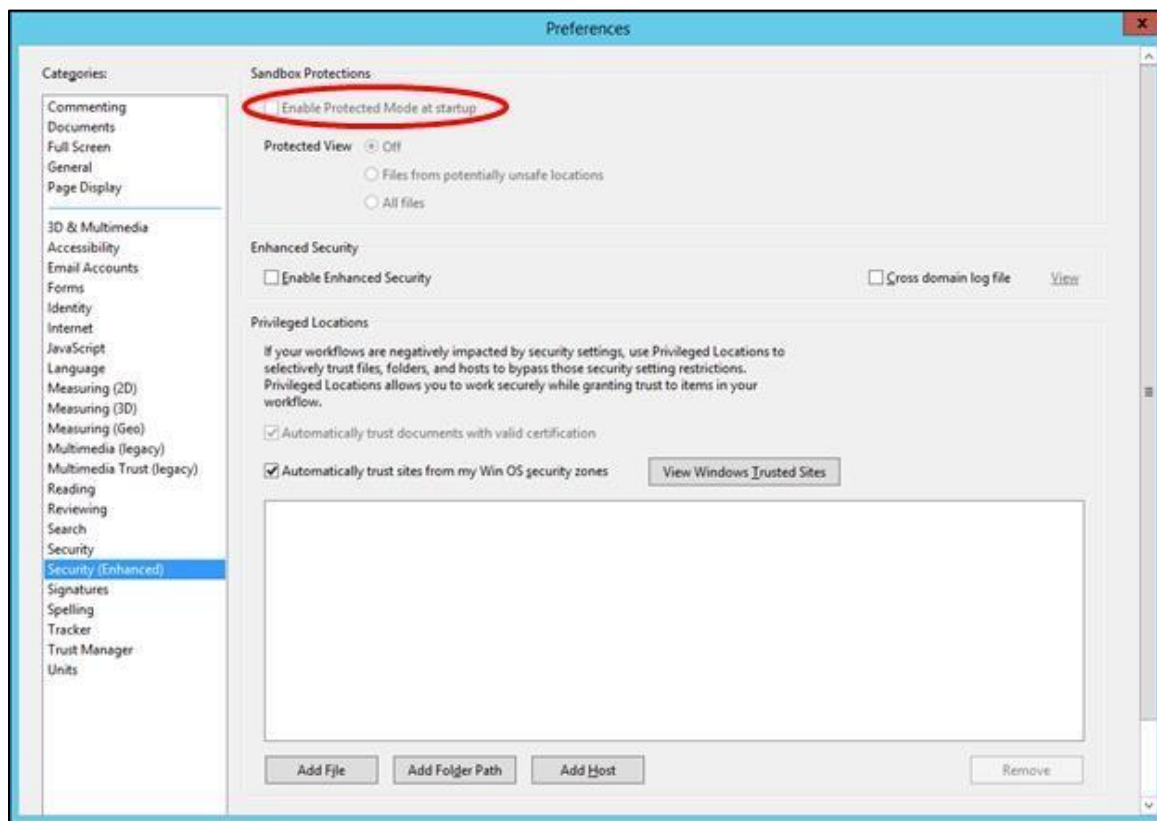 Preferences
x
Categories:
Commenting
Documents
Full Screen
General
Page Display
3D & Multimedia
Accessibility
Email Accounts
Forms
Identity
Internet
JavaScript
Language
Measuring (2D)
Measuring (3D)
Measuring (Geo)
Multimedia (legacy)
Multimedia Trust (legacy)
Reading
Reviewing
Search
Security
Security (Enhanced)
Signatures
Spelling
Tracker
Trust Manager
Units
Sandbox Protections
Enable Protected Mode at startup
Protected View Off
Files from potentially unsafe locations
All files
Enhanced Security
Enable Enhanced Security Cross domain log file View
Privileged Locations
If your workflows are negatively impacted by security settings, use Privileged Locations to
selectively trust files, folders, and hosts to bypass those security setting restrictions.
Privileged Locations allows you to work securely while granting trust to items in your
workflow.
Automatically trust documents with valid certification
Automatically trust sites from my Win OS security zones View Windows Trusted Sites
Add File Add Folder Path Add Host Remove